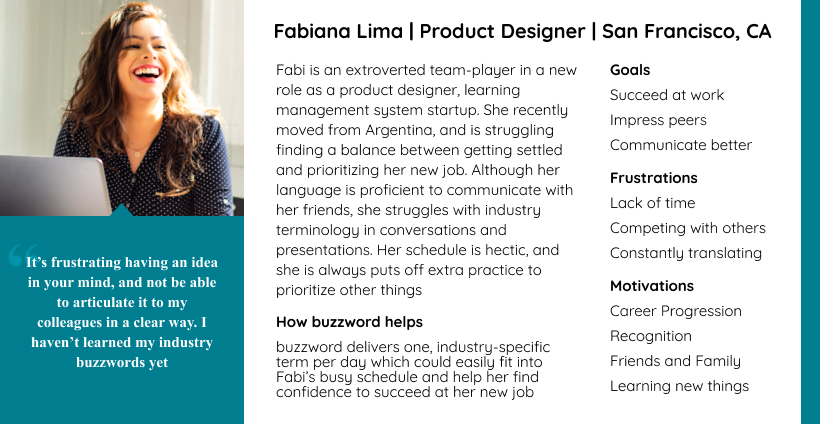 Fabiana Lima | Product Designer | San Francisco, CA
Fabi is an extroverted team-player in a new
role as a product designer, learning
management system startup. She recently
moved from Argentina, and is struggling
finding a balance between getting settled
and prioritizing her new job. Although her
language is proficient to communicate with
her friends, she struggles with industry
terminology in conversations and
presentations. Her schedule is hectic, and
she is always puts off extra practice to
prioritize other things
How buzzword helps
buzzword delivers one, industry-specific
term per day which could easily fit into
Fabi's busy schedule and help her find
confidence to succeed at her new job
Goals
Succeed at work
Impress peers
Communicate better
Frustrations
Lack of time
Competing with others
Constantly translating
Motivations
Career Progression
Recognition
Friends and Family
Learning new things
“
It's frustrating having an idea
in your mind, and not be able
to articulate it to my
colleagues in a clear way. I
haven't learned my industry
buzzwords yet